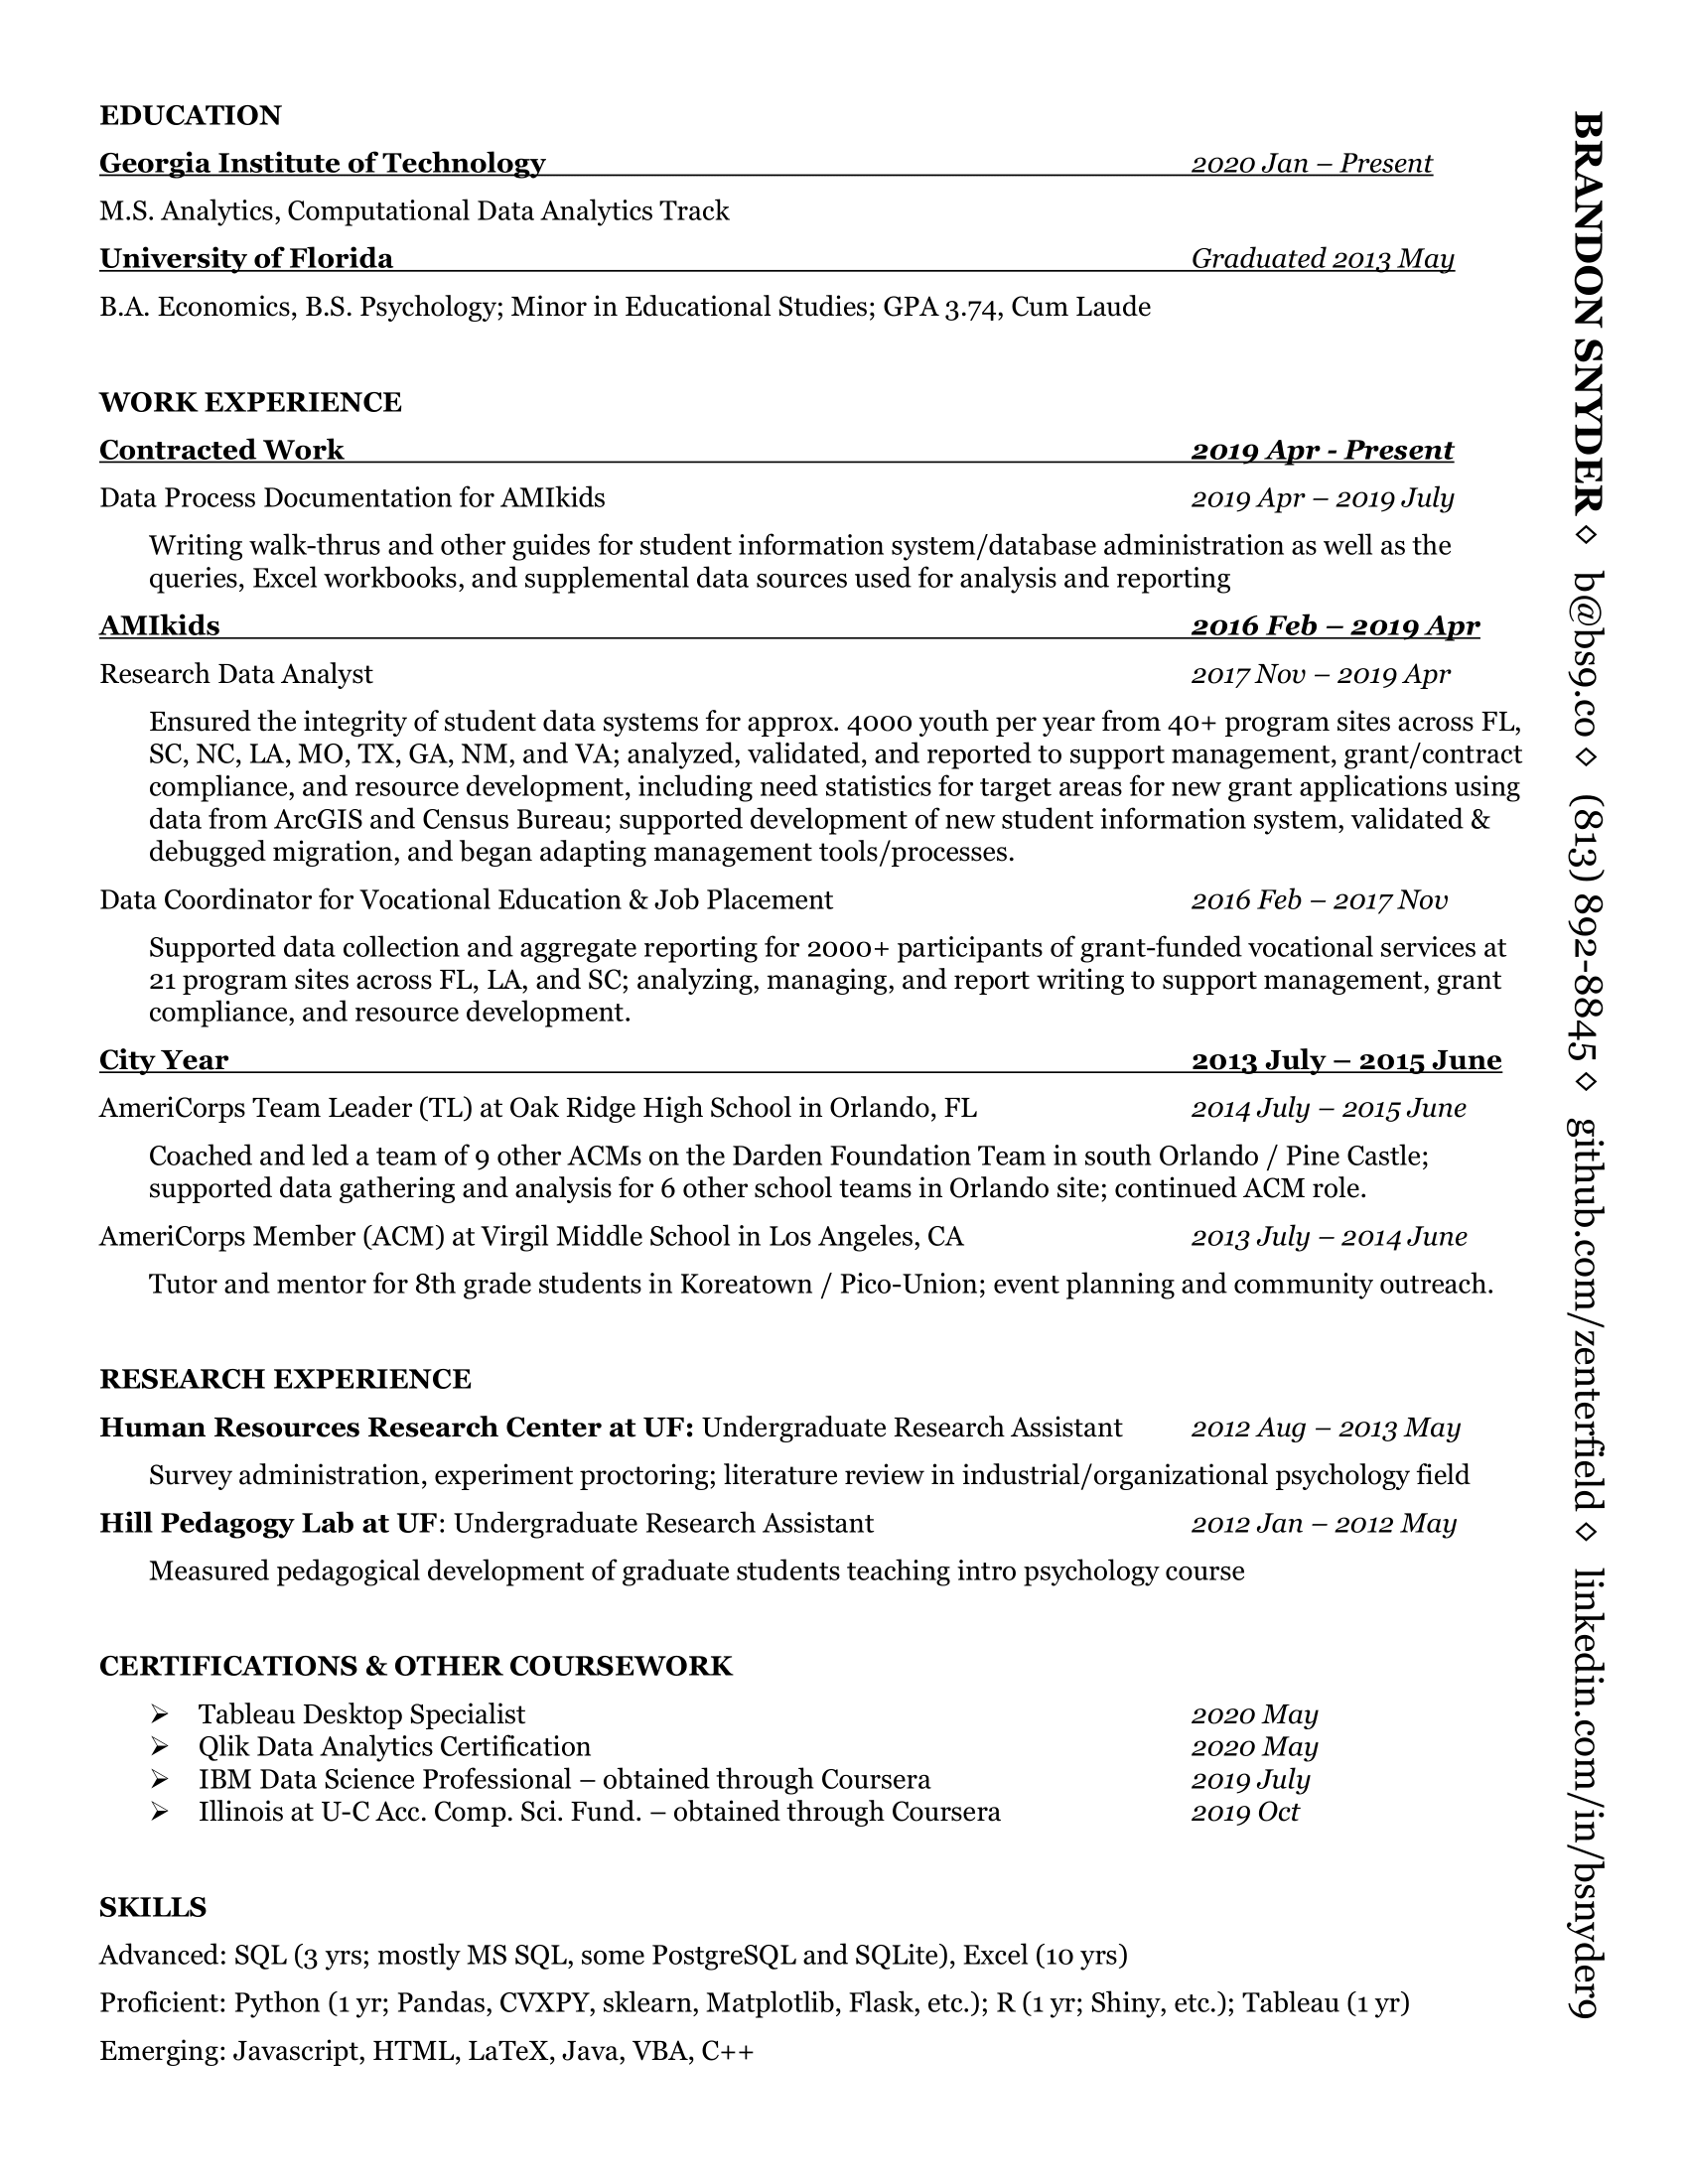 EDUCATION
Georgia Institute of Technology 2020 Jan – Present
M.S. Analytics, Computational Data Analytics Track
University of Florida Graduated 2013 May
B.A. Economics, B.S. Psychology; Minor in Educational Studies; GPA 3.74, Cum Laude
WORK EXPERIENCE
Contracted Work 2019 Apr - Present
Data Process Documentation for AMIkids 2019 Apr – 2019 July
Writing walk-thrus and other guides for student information system/database administration as well as the
queries, Excel workbooks, and supplemental data sources used for analysis and reporting
AMIkids 2016 Feb – 2019 Apr
Research Data Analyst 2017 Nov – 2019 Apr
Ensured the integrity of student data systems for approx. 4000 youth per year from 40+ program sites across FL,
SC, NC, LA, MO, TX, GA, NM, and VA; analyzed, validated, and reported to support management, grant/contract
compliance, and resource development, including need statistics for target areas for new grant applications using
data from ArcGIS and Census Bureau; supported development of new student information system, validated &
debugged migration, and began adapting management tools/processes.
Data Coordinator for Vocational Education & Job Placement 2016 Feb – 2017 Nov
Supported data collection and aggregate reporting for 2000+ participants of grant-funded vocational services at
21 program sites across FL, LA, and SC; analyzing, managing, and report writing to support management, grant
compliance, and resource development.
City Year 2013 July – 2015 June
AmeriCorps Team Leader (TL) at Oak Ridge High School in Orlando, FL 2014 July – 2015 June
Coached and led a team of 9 other ACMs on the Darden Foundation Team in south Orlando / Pine Castle;
supported data gathering and analysis for 6 other school teams in Orlando site; continued ACM role.
AmeriCorps Member (ACM) at Virgil Middle School in Los Angeles, CA 2013 July – 2014 June
Tutor and mentor for 8th grade students in Koreatown / Pico-Union; event planning and community outreach.
RESEARCH EXPERIENCE
Human Resources Research Center at UF: Undergraduate Research Assistant 2012 Aug – 2013 May
Survey administration, experiment proctoring; literature review in industrial/organizational psychology field
Hill Pedagogy Lab at UF: Undergraduate Research Assistant 2012 Jan – 2012 May
Measured pedagogical development of graduate students teaching intro psychology course
CERTIFICATIONS & OTHER COURSEWORK
➢ Tableau Desktop Specialist 2020 May
➢ Qlik Data Analytics Certification 2020 May
➢ IBM Data Science Professional – obtained through Coursera 2019 July
➢ Illinois at U-C Acc. Comp. Sci. Fund. – obtained through Coursera 2019 Oct
SKILLS
Advanced: SQL (3 yrs; mostly MS SQL, some PostgreSQL and SQLite), Excel (10 yrs)
Proficient: Python (1 yr; Pandas, CVXPY, sklearn, Matplotlib, Flask, etc.); R (1 yr; Shiny, etc.); Tableau (1 yr)
Emerging: Javascript, HTML, LaTeX, Java, VBA, C++
BRANDON SNYDER ◊ b@bs9.co ◊ (813) 892-8845 ◊ github.com/zenterfield ◊ linkedin.com/in/bsnyder9